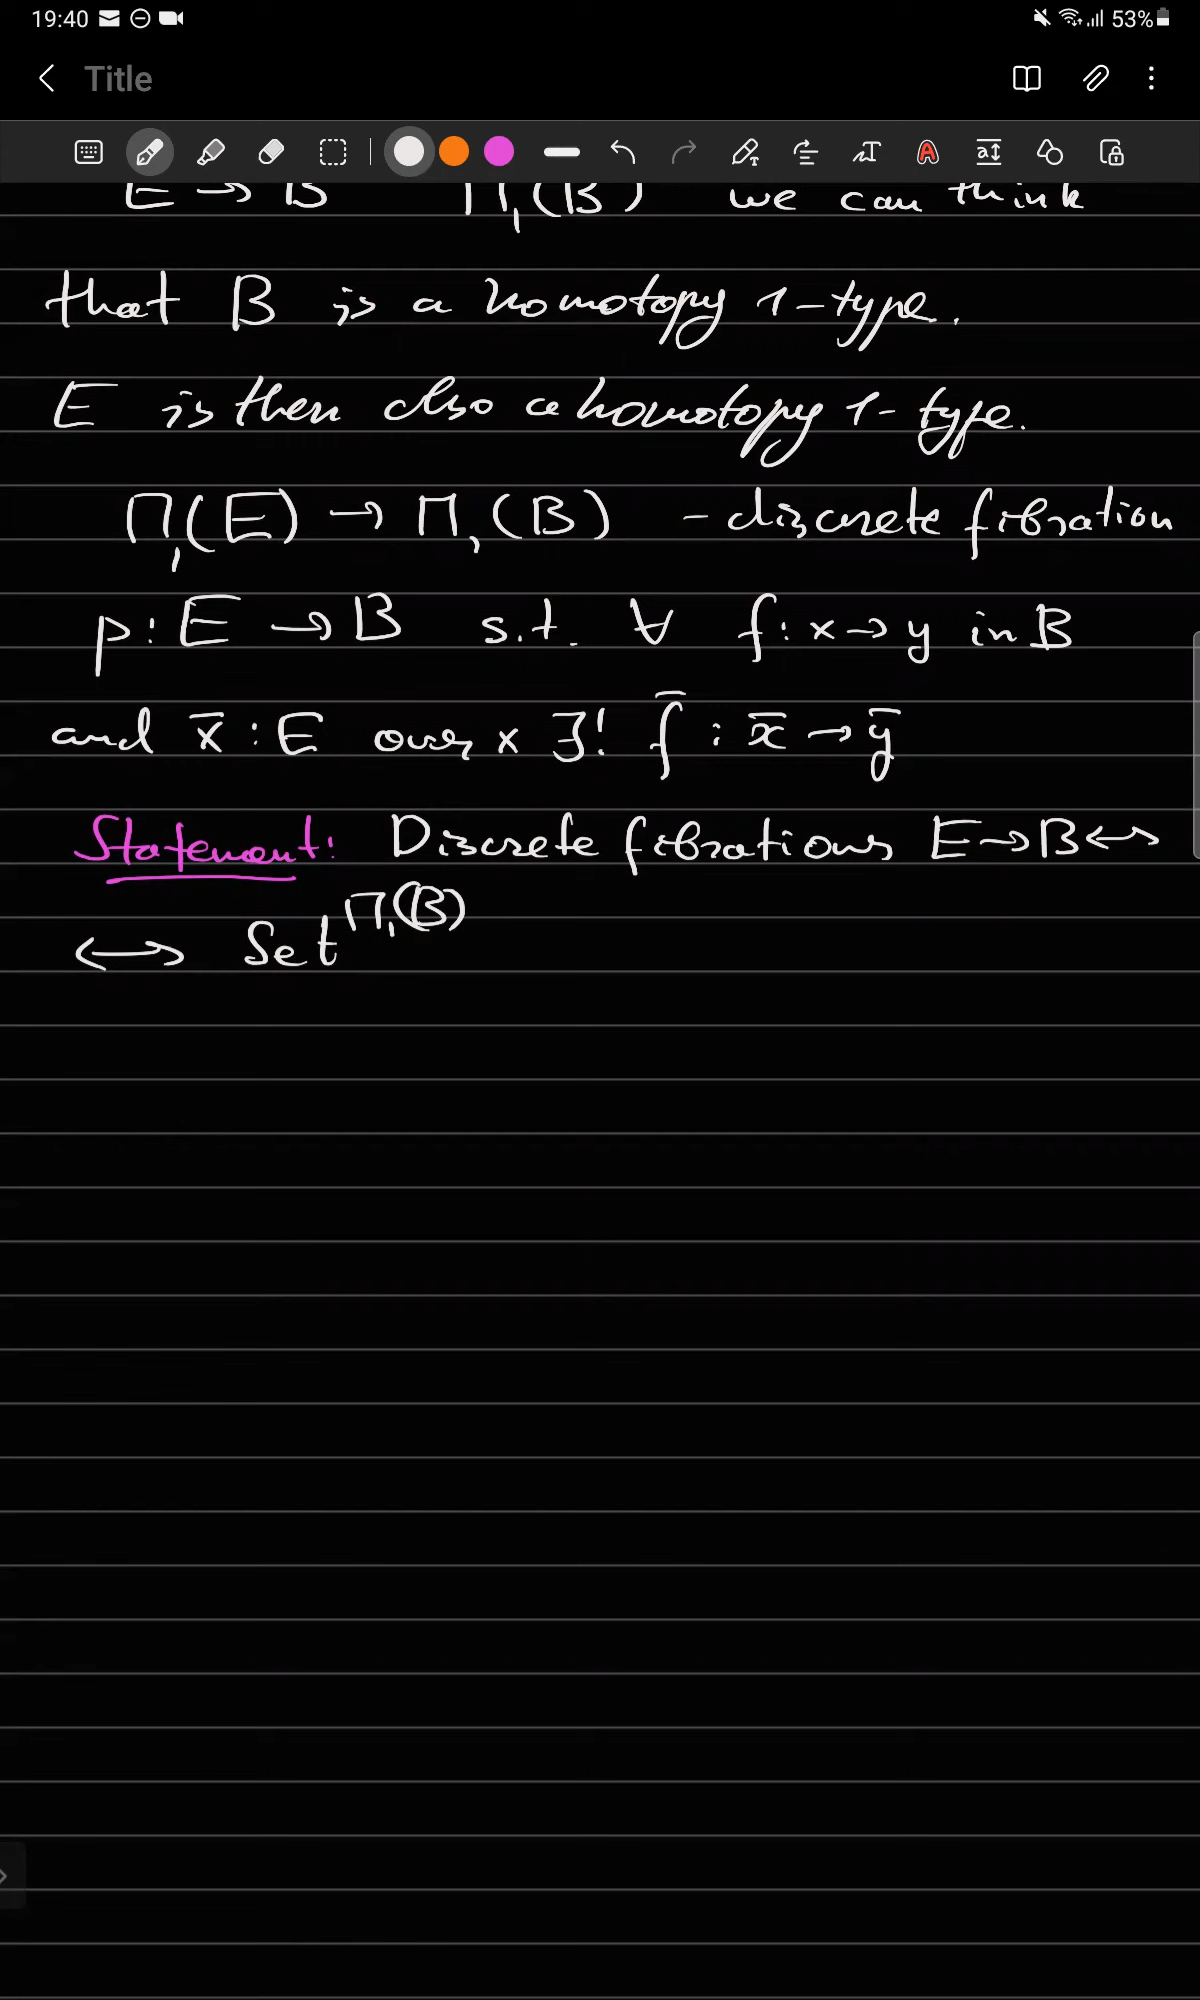 19:40 53%
Title
E → B Π₁(B) we can think
that B is a homotopy 1-type.
E is then also a homotopy 1-type.
Π₁(E) → Π₁(B) - discrete fibration
p: E → B s.t. ∀ f: x → y in B
and x̄ : E over x ∃! f̄ : x̄ → ȳ
Statement: Discrete fibrations E → B ↔
↔ Set^Π₁(B)